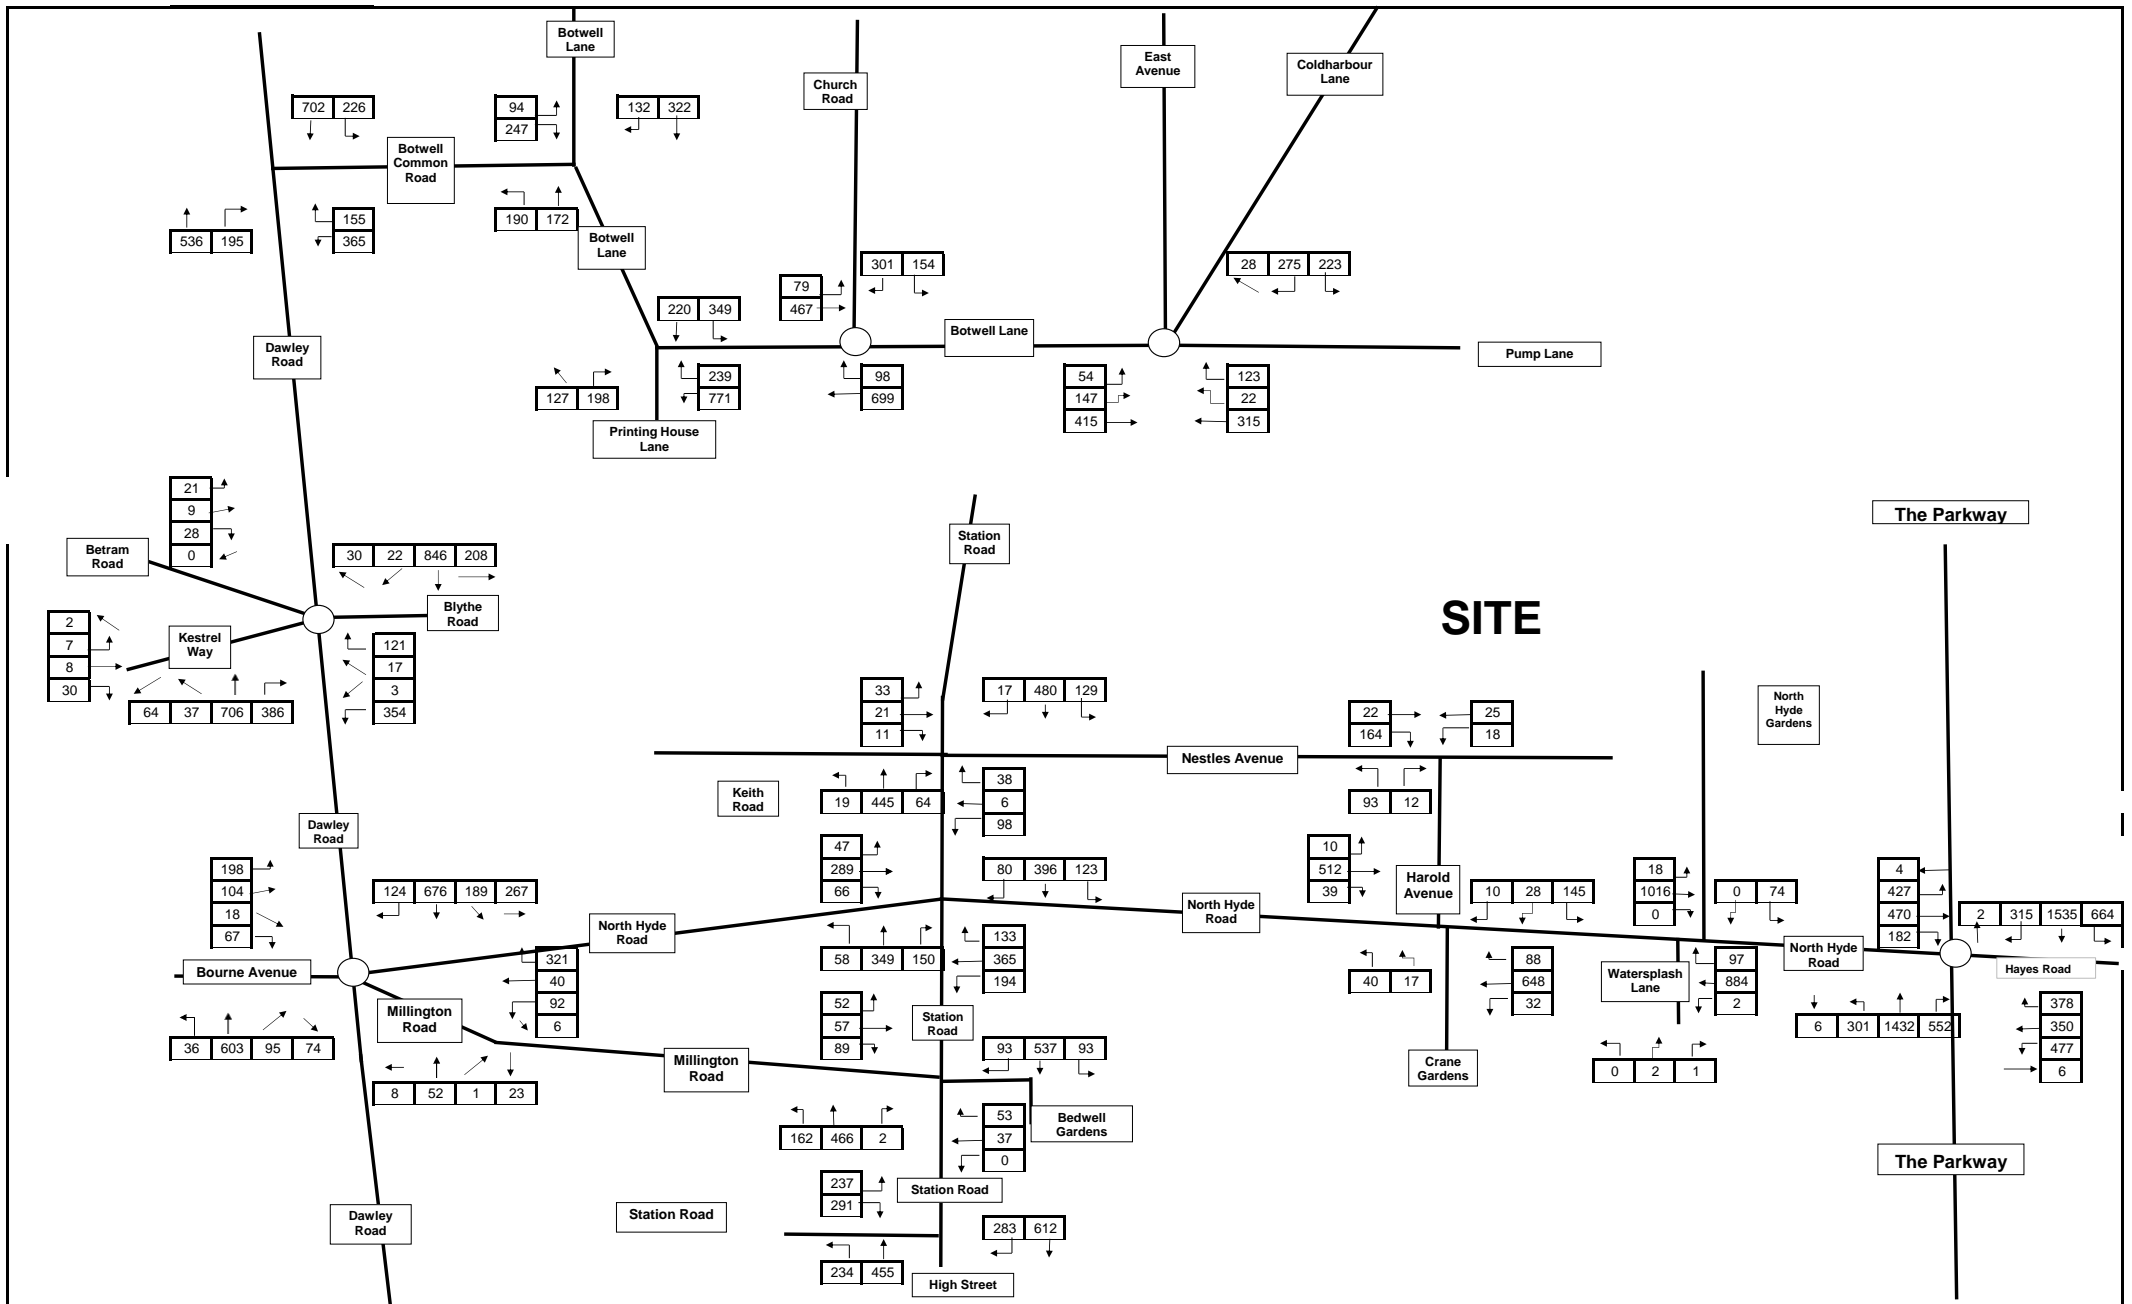 Botwell
Lane
East
Avenue
Coldharbour
Lane
Church
Road
702 226
94
247
132 322
Botwell
Common
Road
190 172
536 195
155
365
Botwell
Lane
301 154
28 275 223
79
467
220 349
Botwell Lane
Dawley
Road
Pump Lane
127 198
239
771
98
699
54
147
415
123
22
315
Printing House
Lane
21
9
28
0
The Parkway
Station
Road
Betram
Road
30 22 846 208
Blythe
Road
SITE
2
7
8
30
Kestrel
Way
121
17
3
354
64 37 706 386
33
21
11
17 480 129
22
164
25
18
North
Hyde
Gardens
Nestles Avenue
Keith
Road
19 445 64
38
6
98
93 12
Dawley
Road
47
289
66
80 396 123
10
512
39
Harold
Avenue
10 28 145
18
1016
0
0 74
4
427
470
182
2 315 1535 664
198
104
18
67
124 676 189 267
North Hyde
Road
North Hyde
Road
58 349 150
133
365
194
40 17
88
648
32
97
884
2
North Hyde
Road
Hayes Road
Bourne Avenue
321
40
92
6
Watersplash
Lane
Millington
Road
52
57
89
Station
Road
6 301 1432 552
378
350
477
6
36 603 95 74
Millington
Road
93 537 93
Crane
Gardens
0 2 1
8 52 1 23
162 466 2
53
37
0
Bedwell
Gardens
The Parkway
237
291
Station Road
Dawley
Road
Station Road
283 612
234 455
High Street